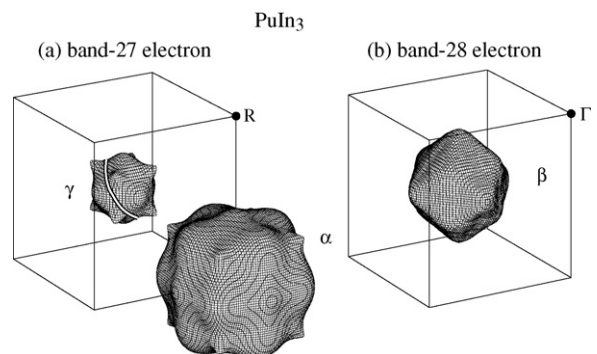 PuIn3
(a) band-27 electron
(b) band-28 electron
R
Γ
γ
β
α